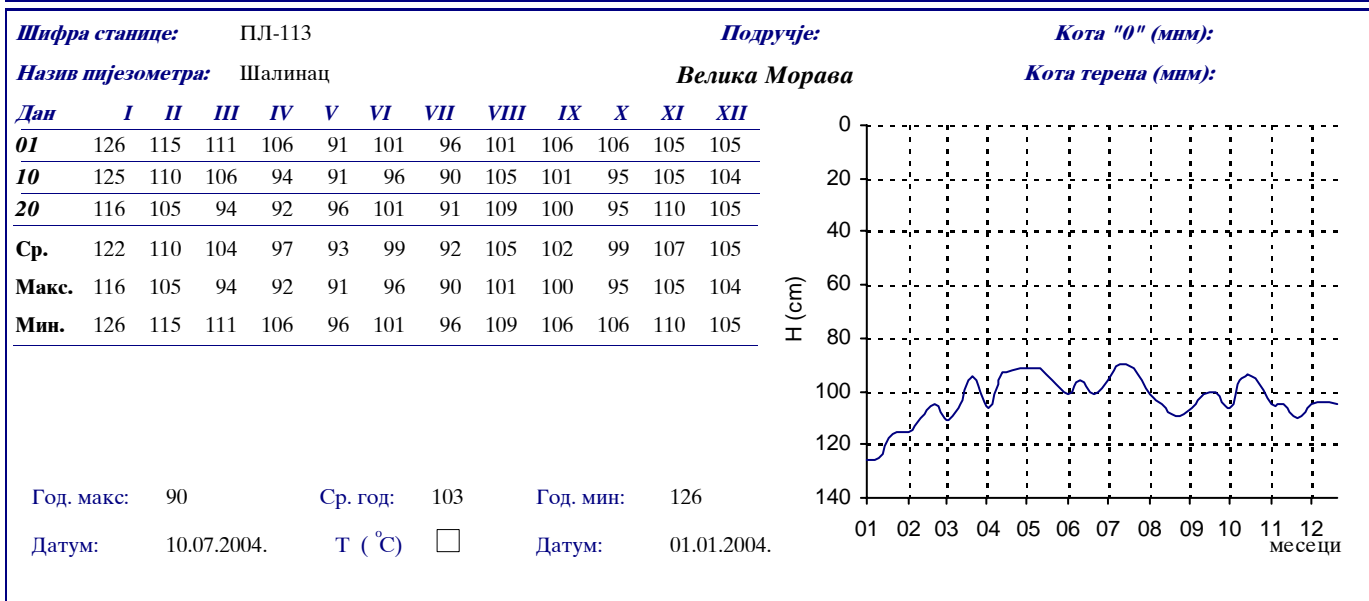 Шифра станице: ПЛ-113 Подручје: Кота "0" (мнм):
Назив пијезометра: Шалинац Велика Морава Кота терена (мнм):
Дан I II III IV V VI VII VIII IX X XI XII
01 126 115 111 106 91 101 96 101 106 106 105 105
10 125 110 106 94 91 96 90 105 101 95 105 104
20 116 105 94 92 96 101 91 109 100 95 110 105
Ср. 122 110 104 97 93 99 92 105 102 99 107 105
Макс. 116 105 94 92 91 96 90 101 100 95 105 104
Мин. 126 115 111 106 96 101 96 109 106 106 110 105
0
20
40
60
80
100
120
140
H (cm)
01 02 03 04 05 06 07 08 09 10 11 12
месеци
Год. макс: 90 Ср. год: 103 Год. мин: 126
Датум: 10.07.2004. Т ( °С) Датум: 01.01.2004.